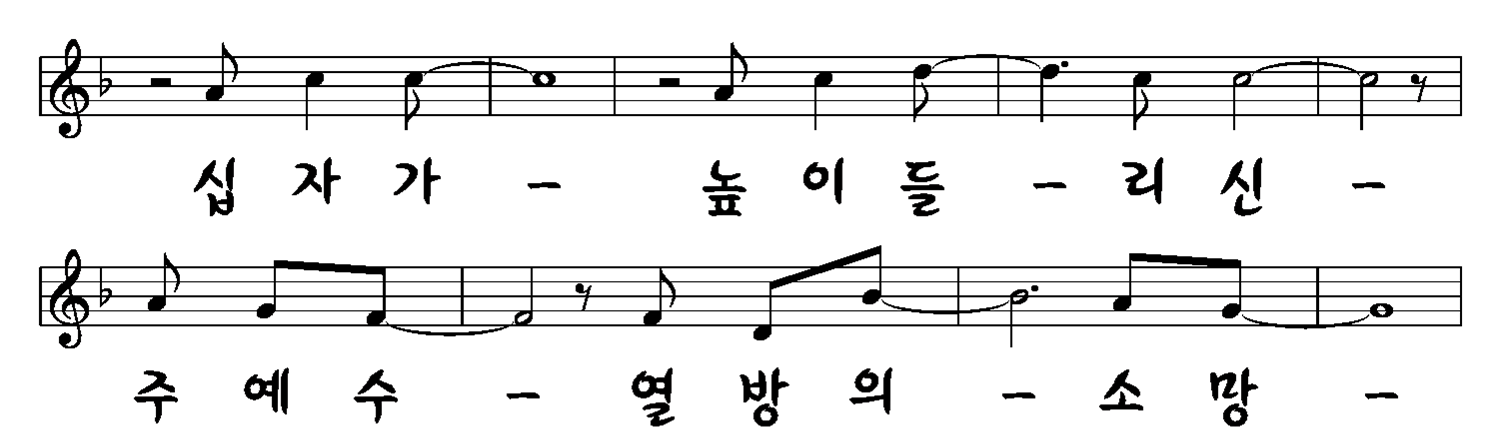 십 자 가 - 높 이 들 - 리 신 -
주 예 수 - 열 방 의 - 소 망 -